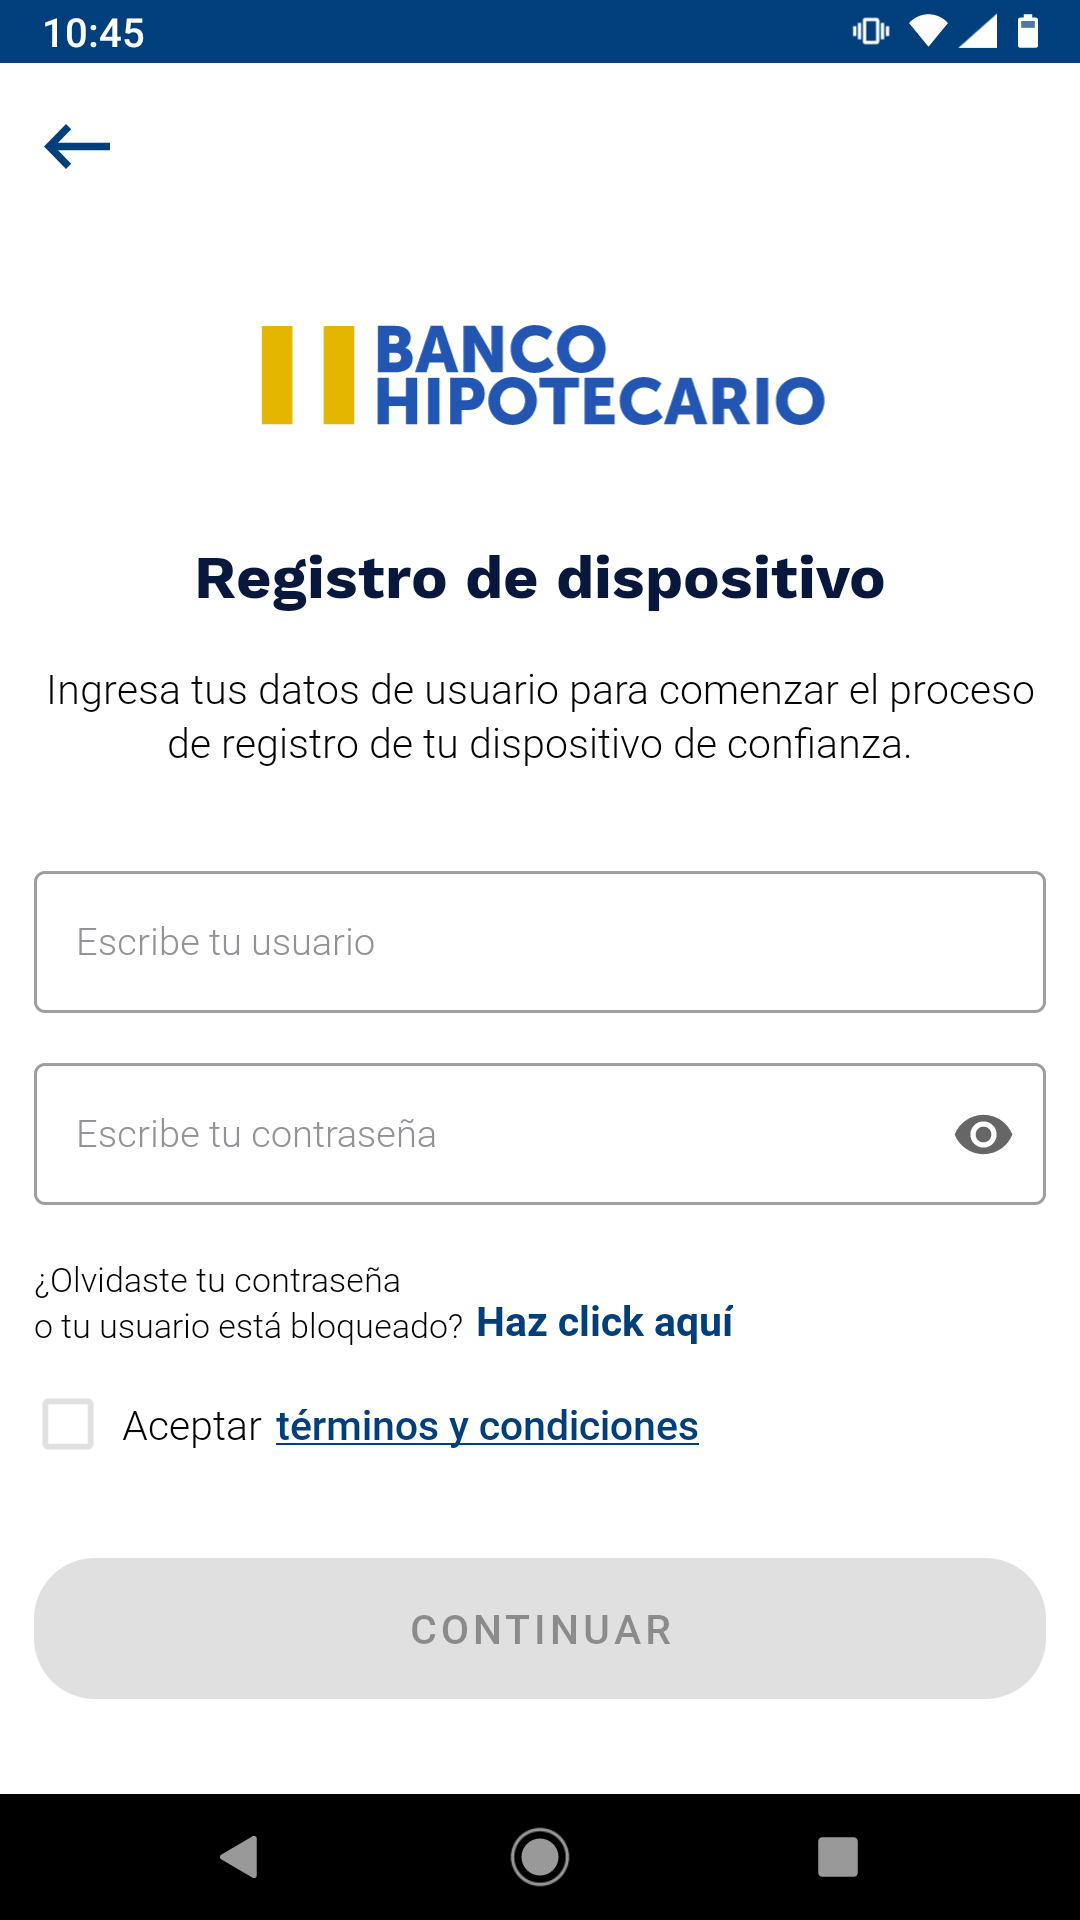 10:45
BANCO
HIPOTECARIO
Registro de dispositivo
Ingresa tus datos de usuario para comenzar el proceso
de registro de tu dispositivo de confianza.
Escribe tu usuario
Escribe tu contraseña
¿Olvidaste tu contraseña
o tu usuario está bloqueado? Haz click aquí
Aceptar términos y condiciones
CONTINUAR